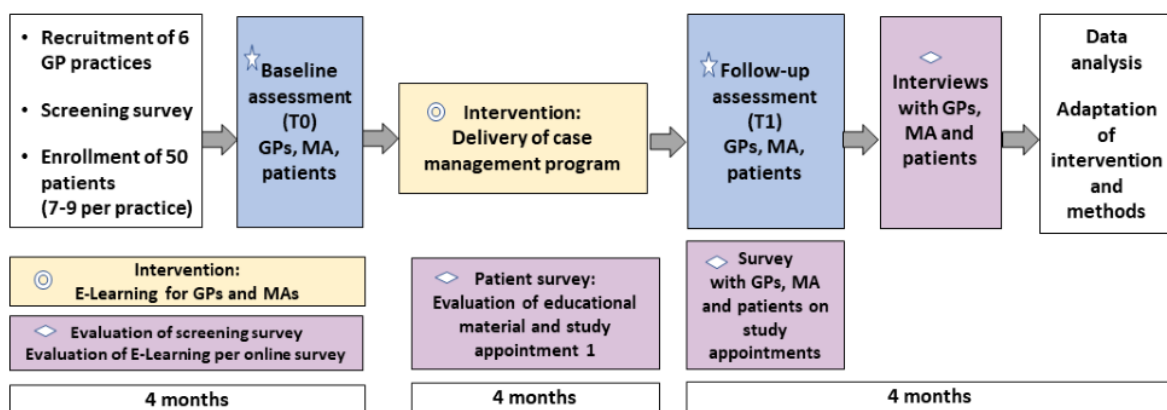 • Recruitment of 6
GP practices
• Screening survey
• Enrollment of 50
patients
(7-9 per practice)
Baseline
assessment
(T0)
GPs, MA,
patients
Intervention:
Delivery of case
management program
Follow-up
assessment
(T1)
GPs, MA,
patients
Interviews
with GPs,
MA and
patients
Data
analysis
Adaptation
of
intervention
and
methods
Intervention:
E-Learning for GPs and MAs
Evaluation of screening survey
Evaluation of E-Learning per online survey
Patient survey:
Evaluation of educational
material and study
appointment 1
Survey
with GPs, MA
and patients on
study
appointments
4 months
4 months
4 months